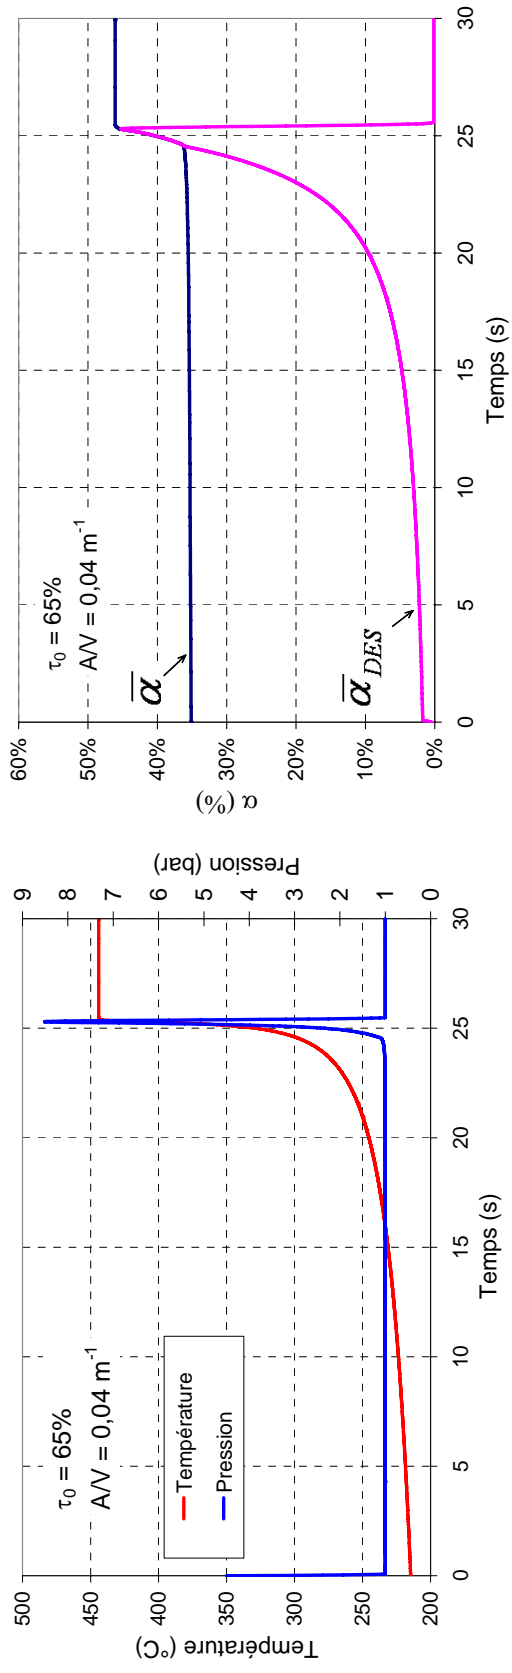 τ0 = 65%
A/V = 0,04 m-1
Température
Pression
Température (°C)
500
450
400
350
300
250
200
Pression (bar)
9
8
7
6
5
4
3
2
1
0
0
5
10
15
20
25
30
Temps (s)
τ0 = 65%
A/V = 0,04 m-1
α
αDES
α (%)
60%
50%
40%
30%
20%
10%
0%
0
5
10
15
20
25
30
Temps (s)